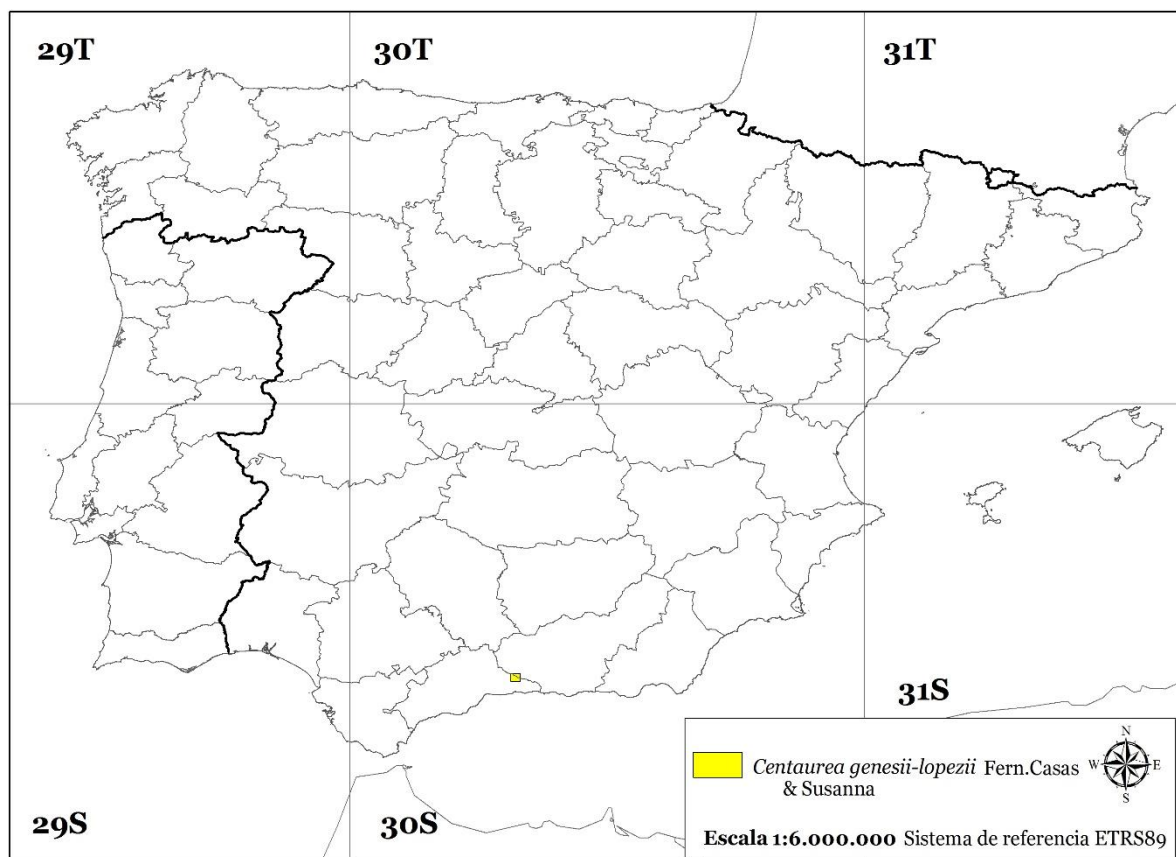 29T
30T
31T
31S
N
W
E
S
Centaurea genesii-lopezii Fern.Casas
& Susanna
29S
30S
Escala 1:6.000.000 Sistema de referencia ETRS89